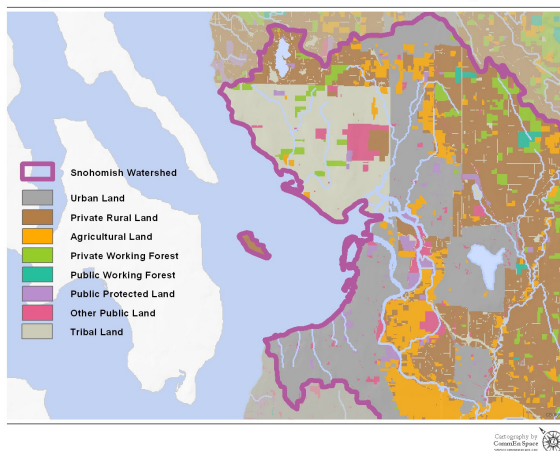 Snohomish Watershed
Urban Land
Private Rural Land
Agricultural Land
Private Working Forest
Public Working Forest
Public Protected Land
Other Public Land
Tribal Land
Cartography by
CommEn Space